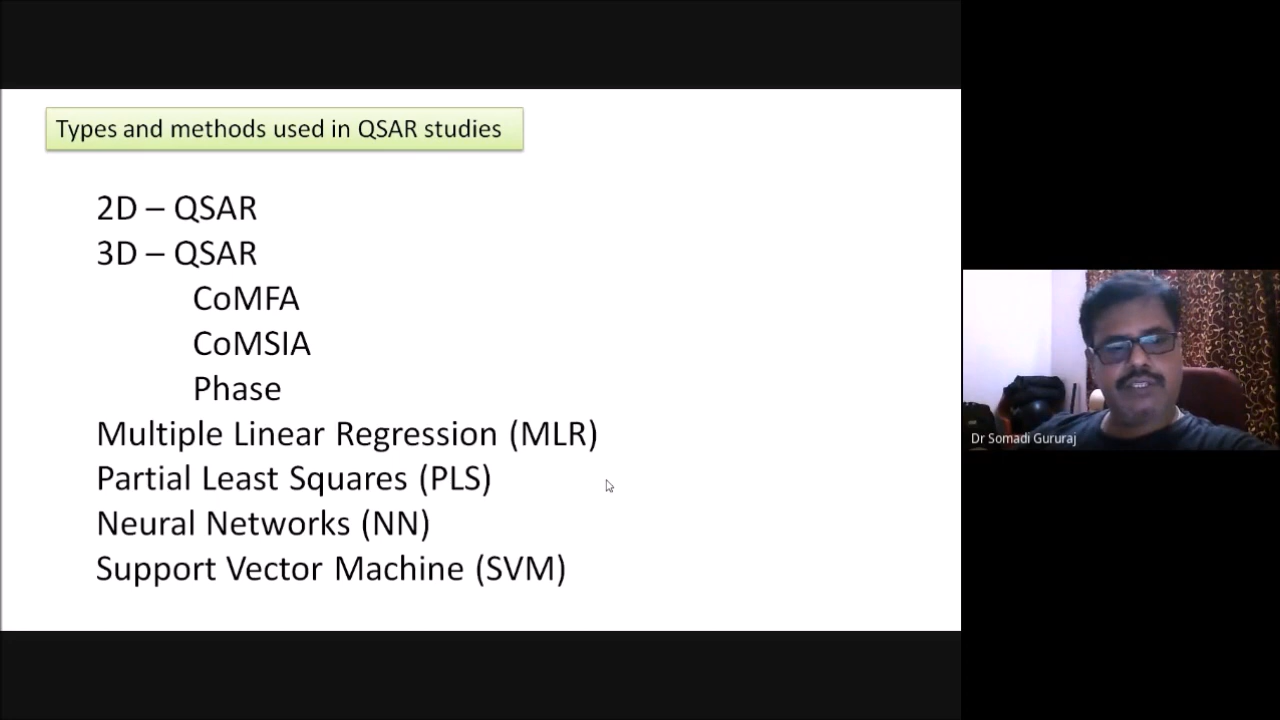 Types and methods used in QSAR studies
2D – QSAR
3D – QSAR
CoMFA
CoMSIA
Phase
Multiple Linear Regression (MLR)
Partial Least Squares (PLS)
Neural Networks (NN)
Support Vector Machine (SVM)
Dr Somadi Gururaj